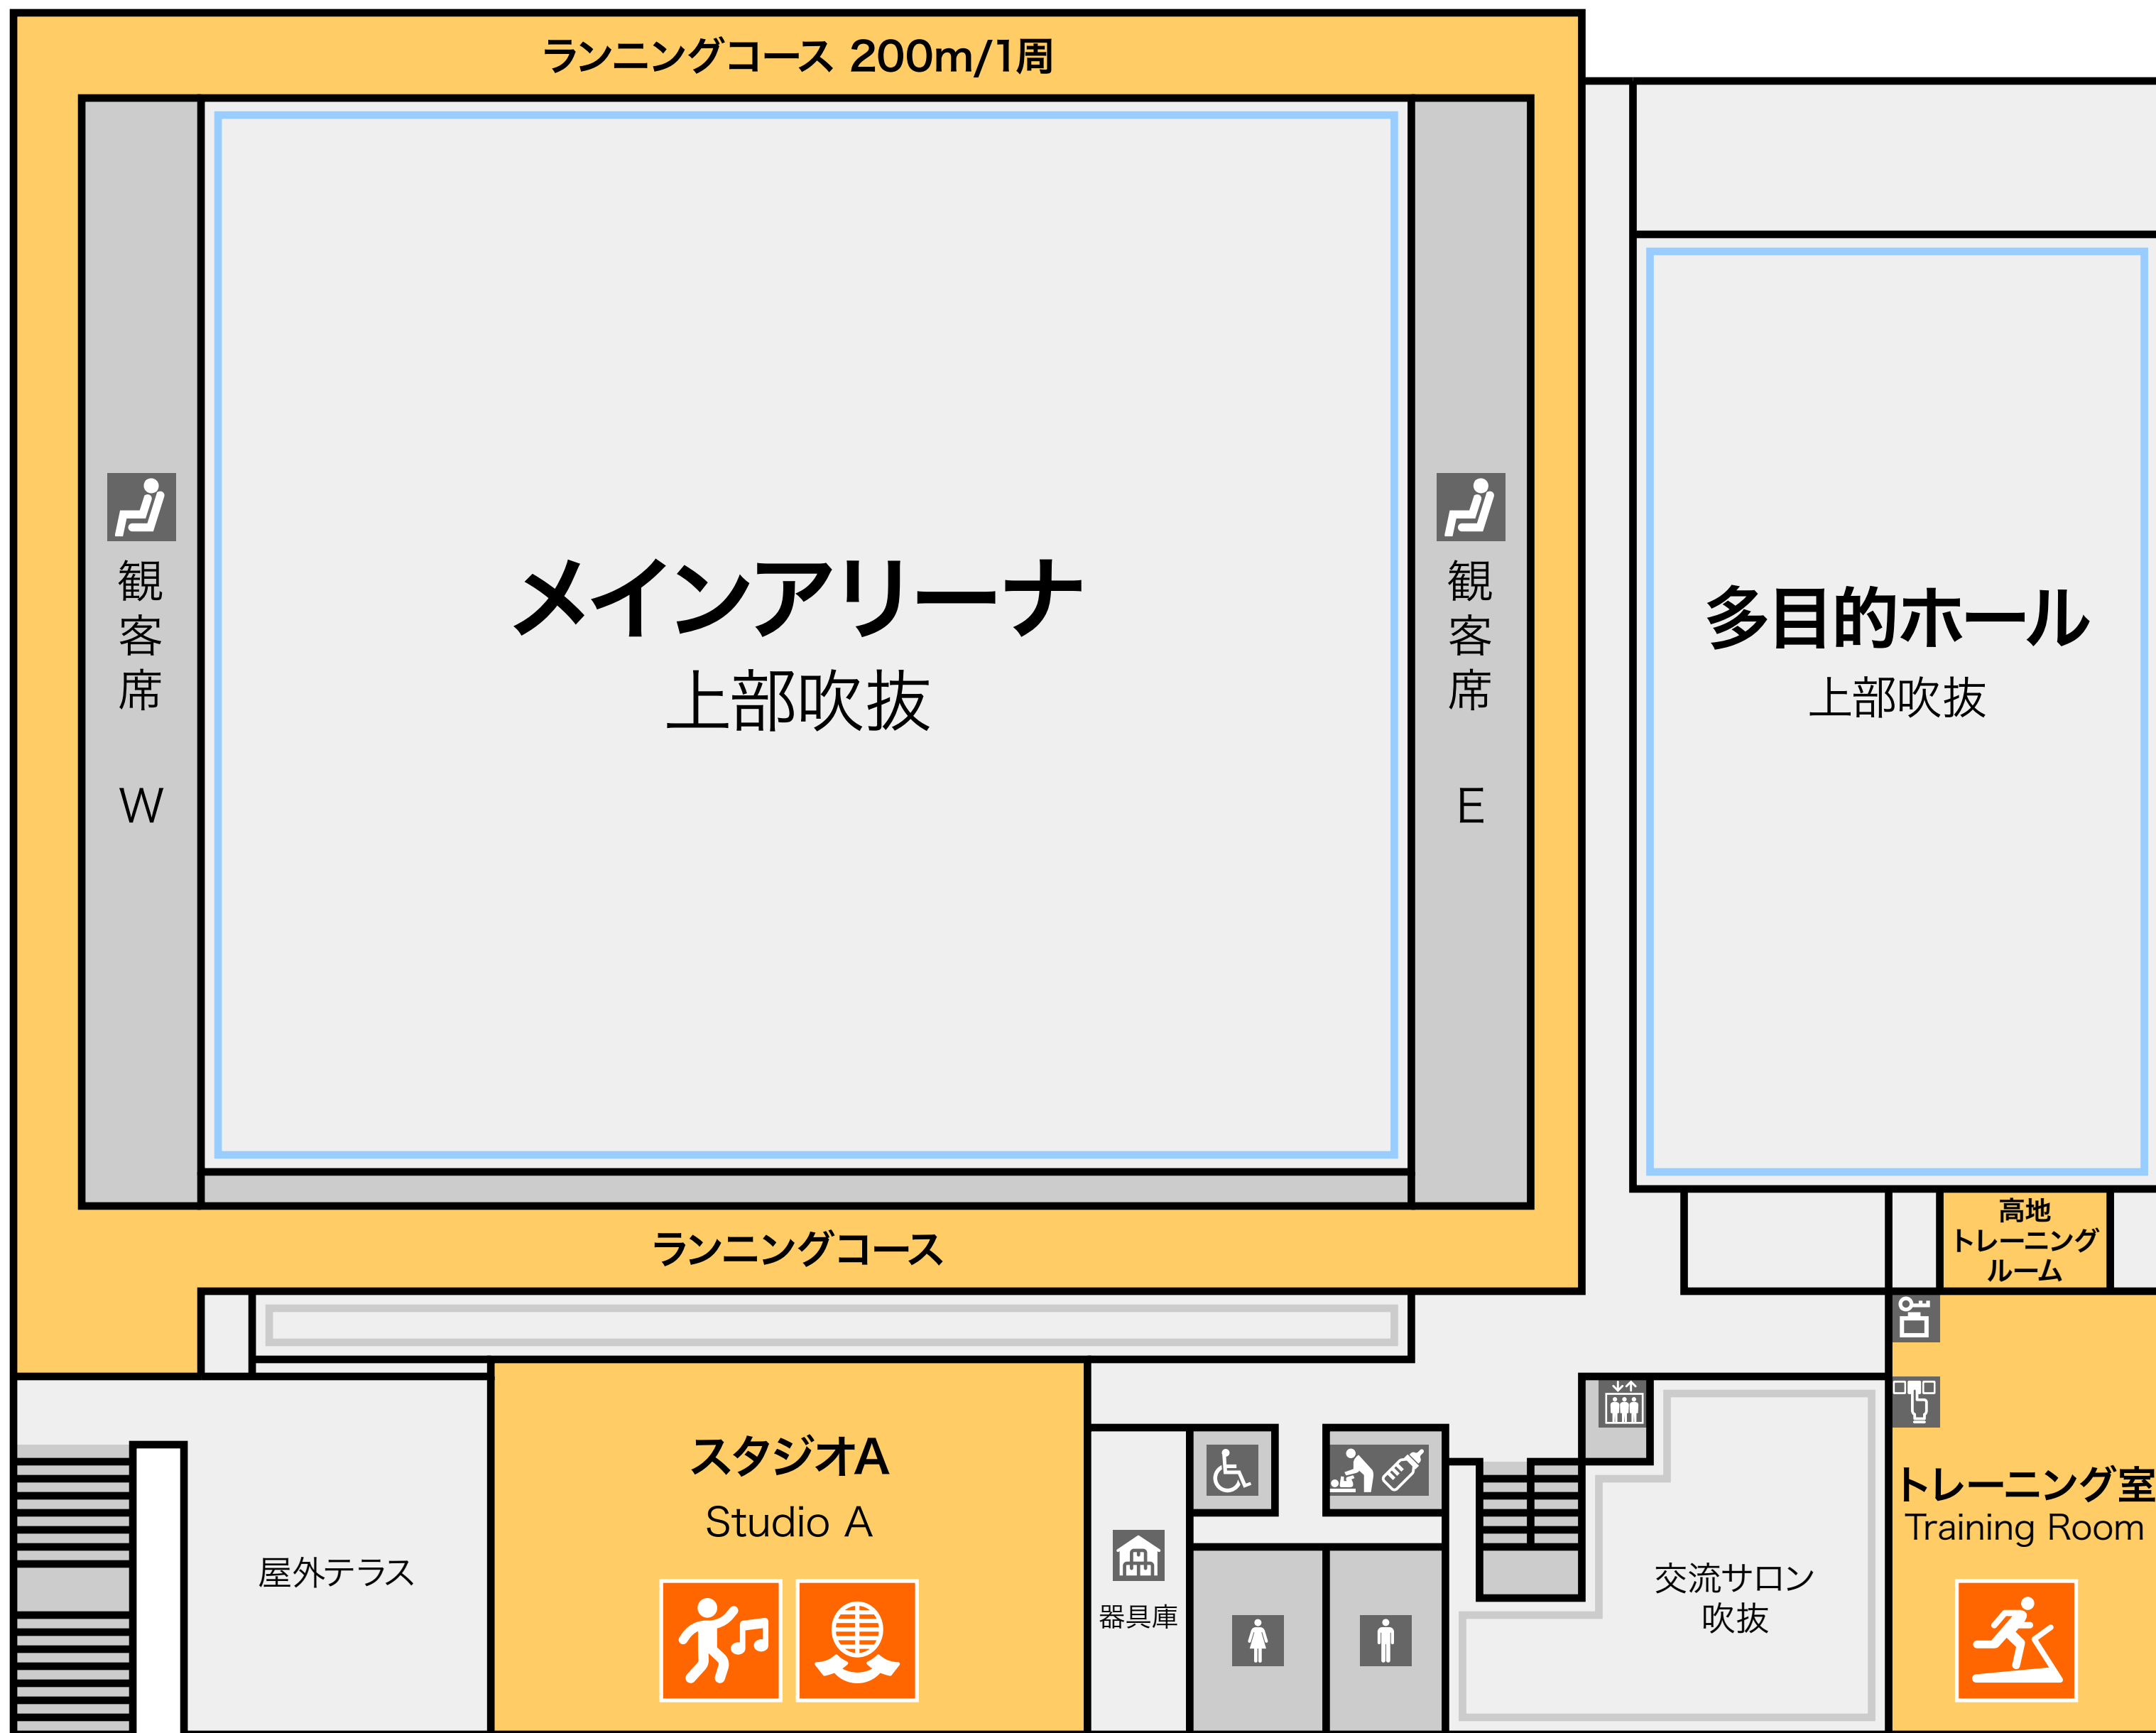 ランニングコース 200m/1周
観客席 W
メインアリーナ
上部吹抜
観客席 E
多目的ホール
上部吹抜
ランニングコース
高地
トレーニング
ルーム
スタジオA
Studio A
屋外テラス
器具庫
交流サロン
吹抜
トレーニング室
Training Room